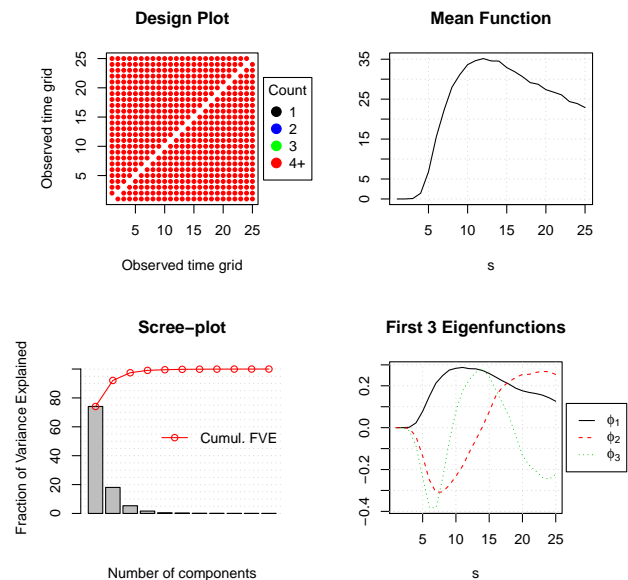 Design Plot
Observed time grid
25
20
15
10
5
5 10 15 20 25
Observed time grid
Count
1
2
3
4+
Mean Function
35
25
15
5
0
5 10 15 20 25
s
Scree−plot
Fraction of Variance Explained
80
60
40
20
0
Cumul. FVE
Number of components
First 3 Eigenfunctions
0.2
0.0
−0.2
−0.4
5 10 15 20 25
s
ϕ1
ϕ2
ϕ3